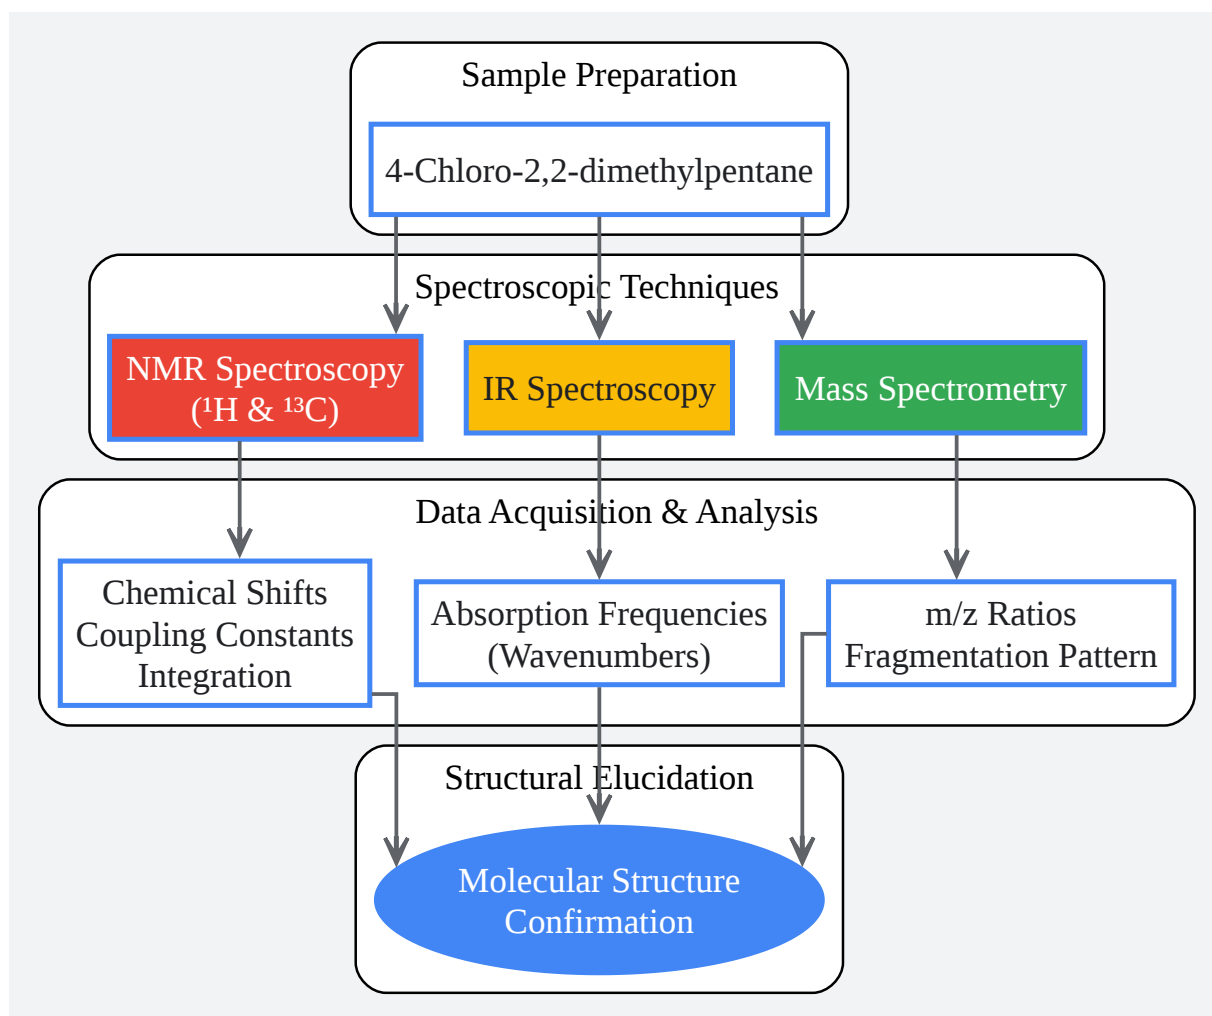 Sample Preparation
4-Chloro-2,2-dimethylpentane
Spectroscopic Techniques
NMR Spectroscopy
(¹H & ¹³C)
IR Spectroscopy
Mass Spectrometry
Data Acquisition & Analysis
Chemical Shifts
Coupling Constants
Integration
Absorption Frequencies
(Wavenumbers)
m/z Ratios
Fragmentation Pattern
Structural Elucidation
Molecular Structure
Confirmation